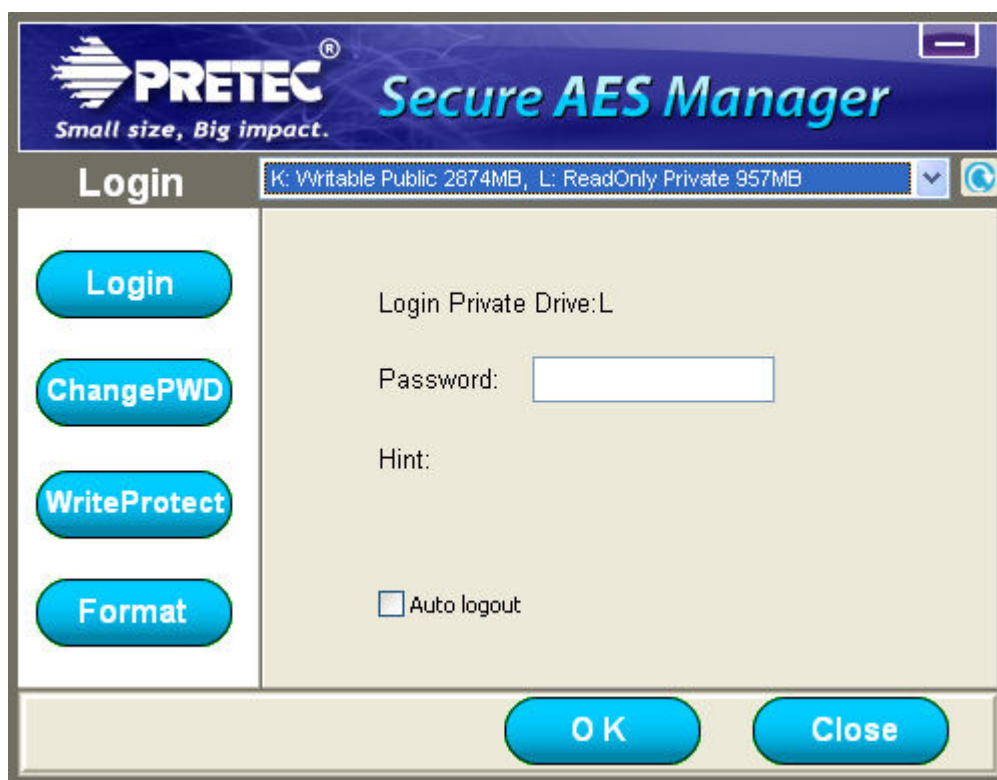 PRETEC®
Small size, Big impact.
Secure AES Manager
Login
K: Writable Public 2874MB, L: ReadOnly Private 957MB
Login
ChangePWD
WriteProtect
Format
Login Private Drive:L
Password:
Hint:
Auto logout
O K
Close